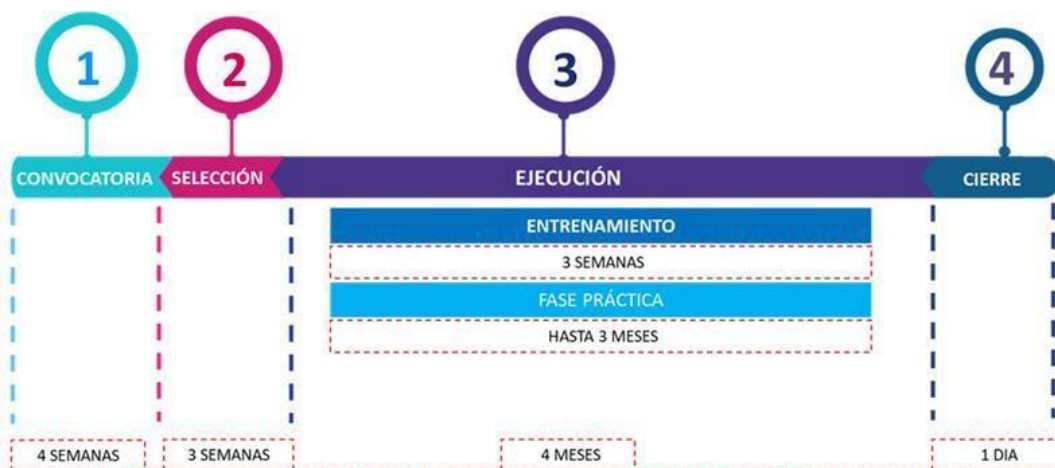 1
2
3
4
CONVOCATORIA
SELECCIÓN
EJECUCIÓN
CIERRE
ENTRENAMIENTO
3 SEMANAS
FASE PRÁCTICA
HASTA 3 MESES
4 SEMANAS
3 SEMANAS
4 MESES
1 DIA